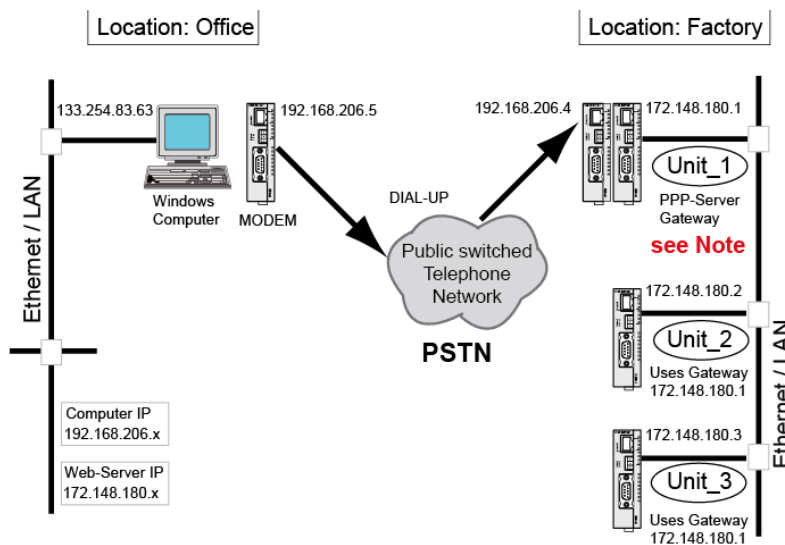 Location: Office
Location: Factory
133.254.83.63
192.168.206.5
192.168.206.4
172.148.180.1
Windows
Computer
MODEM
DIAL-UP
Unit_1
PPP-Server
Gateway
see Note
Public switched
Telephone
Network
PSTN
Ethernet / LAN
172.148.180.2
Unit_2
Uses Gateway
172.148.180.1
Ethernet / LAN
Computer IP
192.168.206.x
Web-Server IP
172.148.180.x
172.148.180.3
Unit_3
Uses Gateway
172.148.180.1